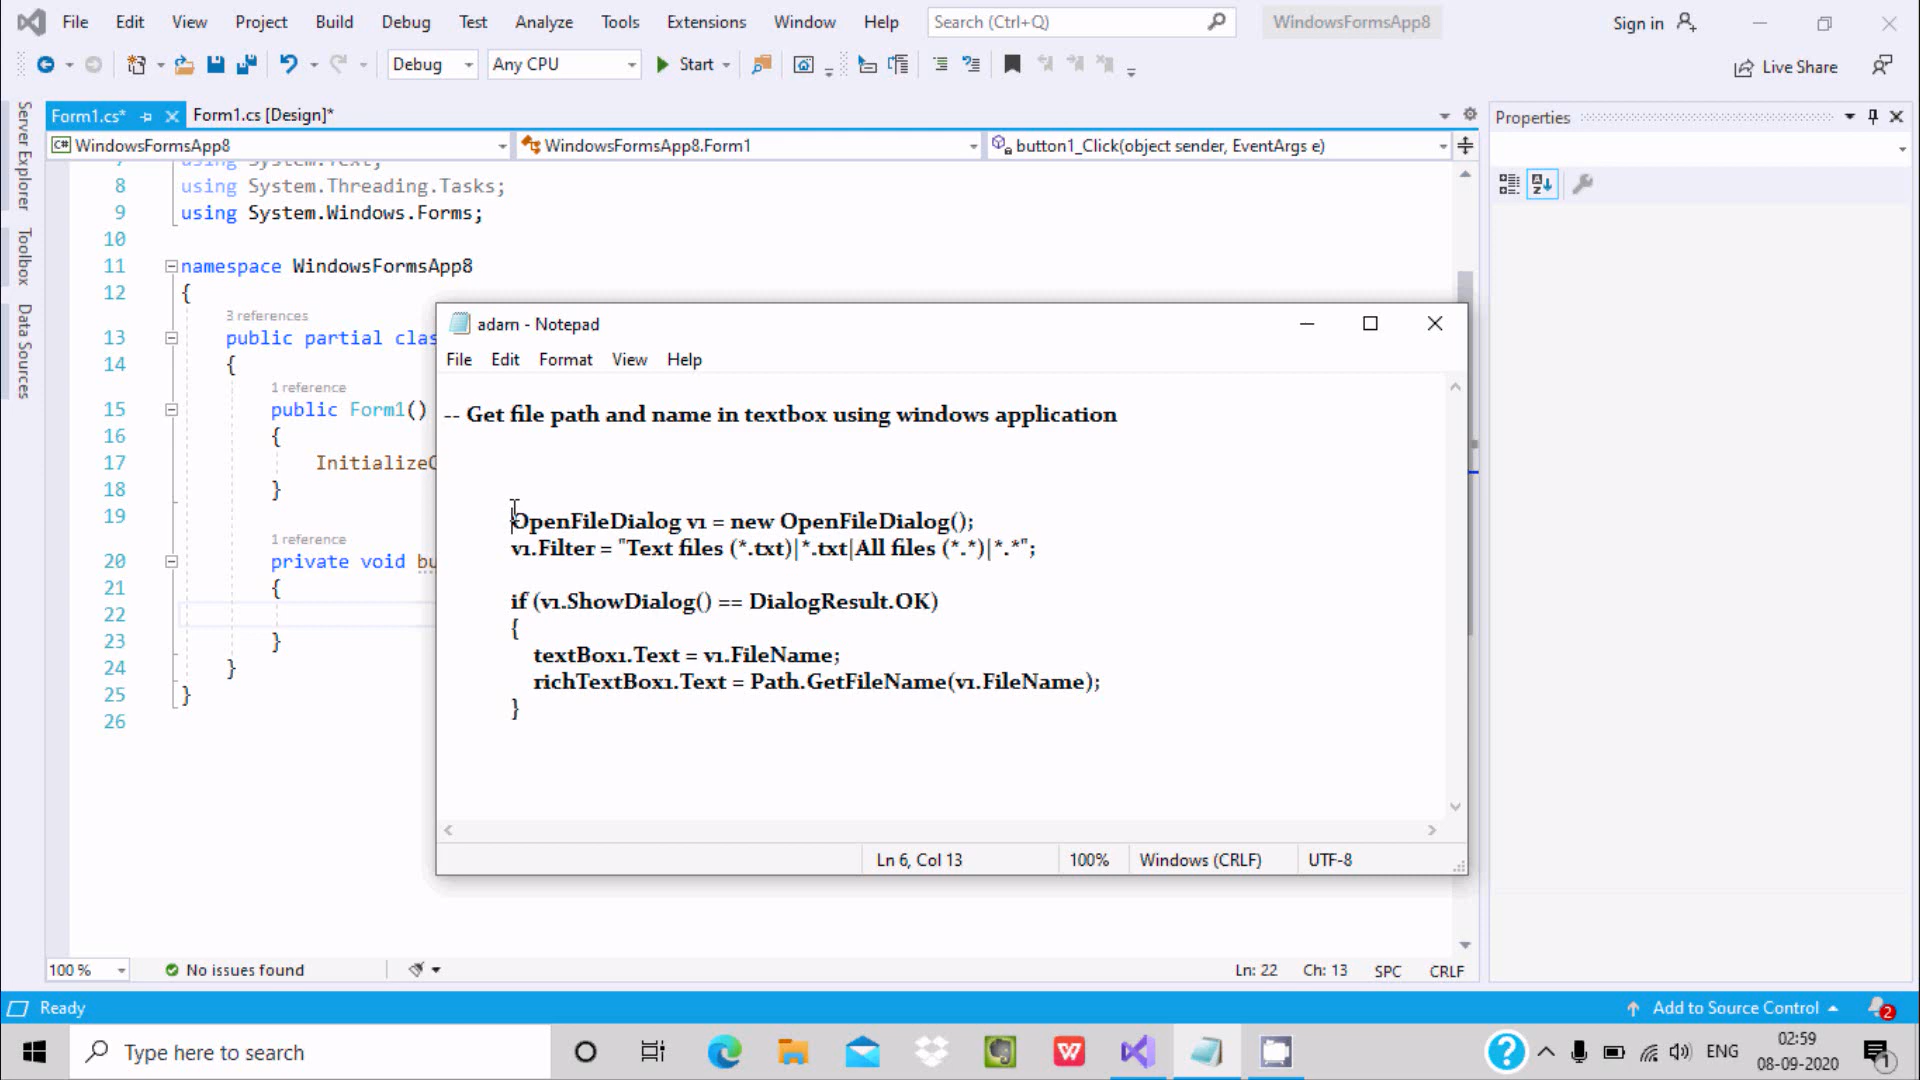 File Edit View Project Build Debug Test Analyze Tools Extensions Window Help Search (Ctrl+Q) WindowsFormsApp8 Sign in
Debug Any CPU Start Live Share
Server Explorer
Toolbox
Data Sources
Form1.cs* Form1.cs [Design]*
C# WindowsFormsApp8 WindowsFormsApp8.Form1 button1_Click(object sender, EventArgs e)
7 using System.Text;
8 using System.Threading.Tasks;
9 using System.Windows.Forms;
10
11 namespace WindowsFormsApp8
12 {
3 references
13 public partial clas
14 {
1 reference
15 public Form1()
16 {
17 Initialize
18 }
19
1 reference
20 private void bu
21 {
22
23 }
24 }
25 }
26
adam - Notepad
File Edit Format View Help
-- Get file path and name in textbox using windows application
OpenFileDialog v1 = new OpenFileDialog();
v1.Filter = "Text files (*.txt)|*.txt|All files (*.*)|*.*";
if (v1.ShowDialog() == DialogResult.OK)
{
textBox1.Text = v1.FileName;
richTextBox1.Text = Path.GetFileName(v1.FileName);
}
Ln 6, Col 13 100% Windows (CRLF) UTF-8
Properties
100 % No issues found Ln: 22 Ch: 13 SPC CRLF
Ready Add to Source Control 2
Type here to search ENG 02:59
08-09-2020 1